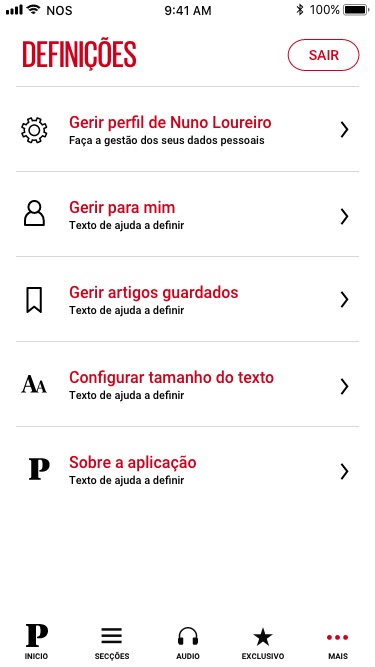 NOS 9:41 AM 100%
DEFINIÇÕES SAIR
Gerir perfil de Nuno Loureiro
Faça a gestão dos seus dados pessoais
Gerir para mim
Texto de ajuda a definir
Gerir artigos guardados
Texto de ajuda a definir
AA Configurar tamanho do texto
Texto de ajuda a definir
P Sobre a aplicação
Texto de ajuda a definir
P
INICIO SECÇÕES AUDIO EXCLUSIVO MAIS